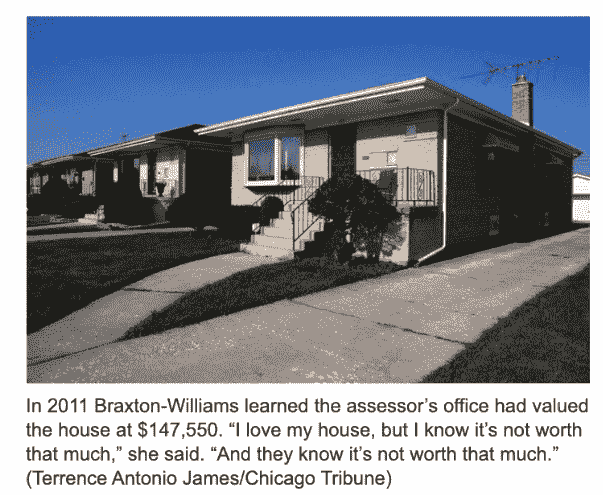 In 2011 Braxton-Williams learned the assessor’s office had valued
the house at $147,550. “I love my house, but I know it’s not worth
that much,” she said. “And they know it’s not worth that much.”
(Terrence Antonio James/Chicago Tribune)